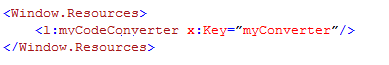 <Window.Resources>
<l:myCodeConverter x:Key=”myConverter”/>
</Window.Resources>